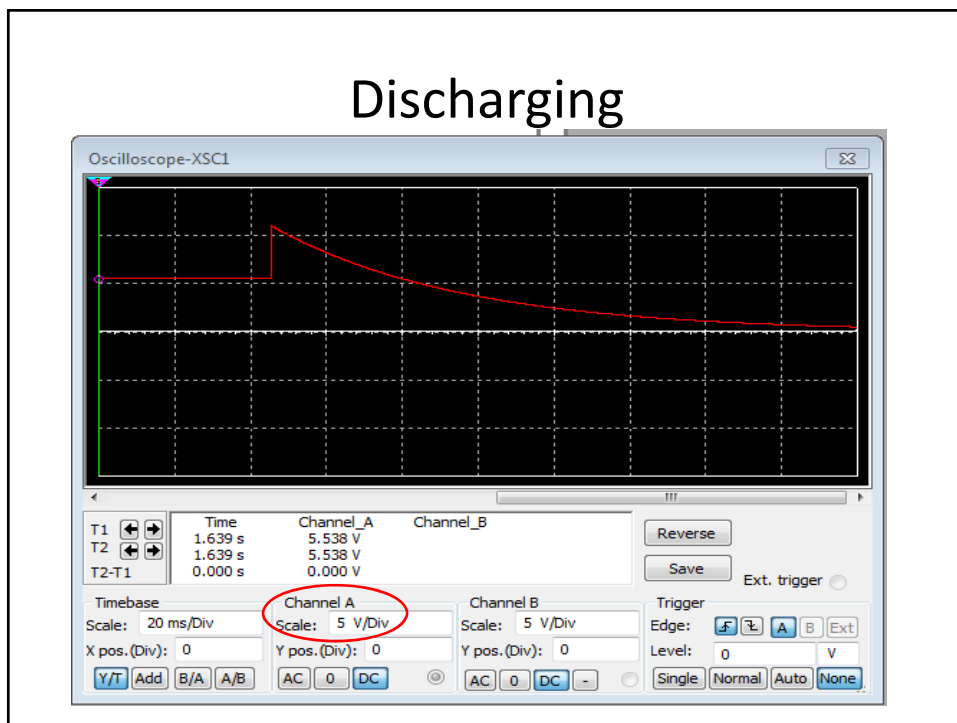 Discharging
Oscilloscope-XSC1
Time Channel_A Channel_B
T1 1.639 s 5.538 V
T2 1.639 s 5.538 V
T2-T1 0.000 s 0.000 V
Reverse
Save
Ext. trigger
Timebase
Scale: 20 ms/Div
X pos.(Div): 0
Y/T Add B/A A/B
Channel A
Scale: 5 V/Div
Y pos.(Div): 0
AC 0 DC
Channel B
Scale: 5 V/Div
Y pos.(Div): 0
AC 0 DC -
Trigger
Edge: A B Ext
Level: 0 V
Single Normal Auto None